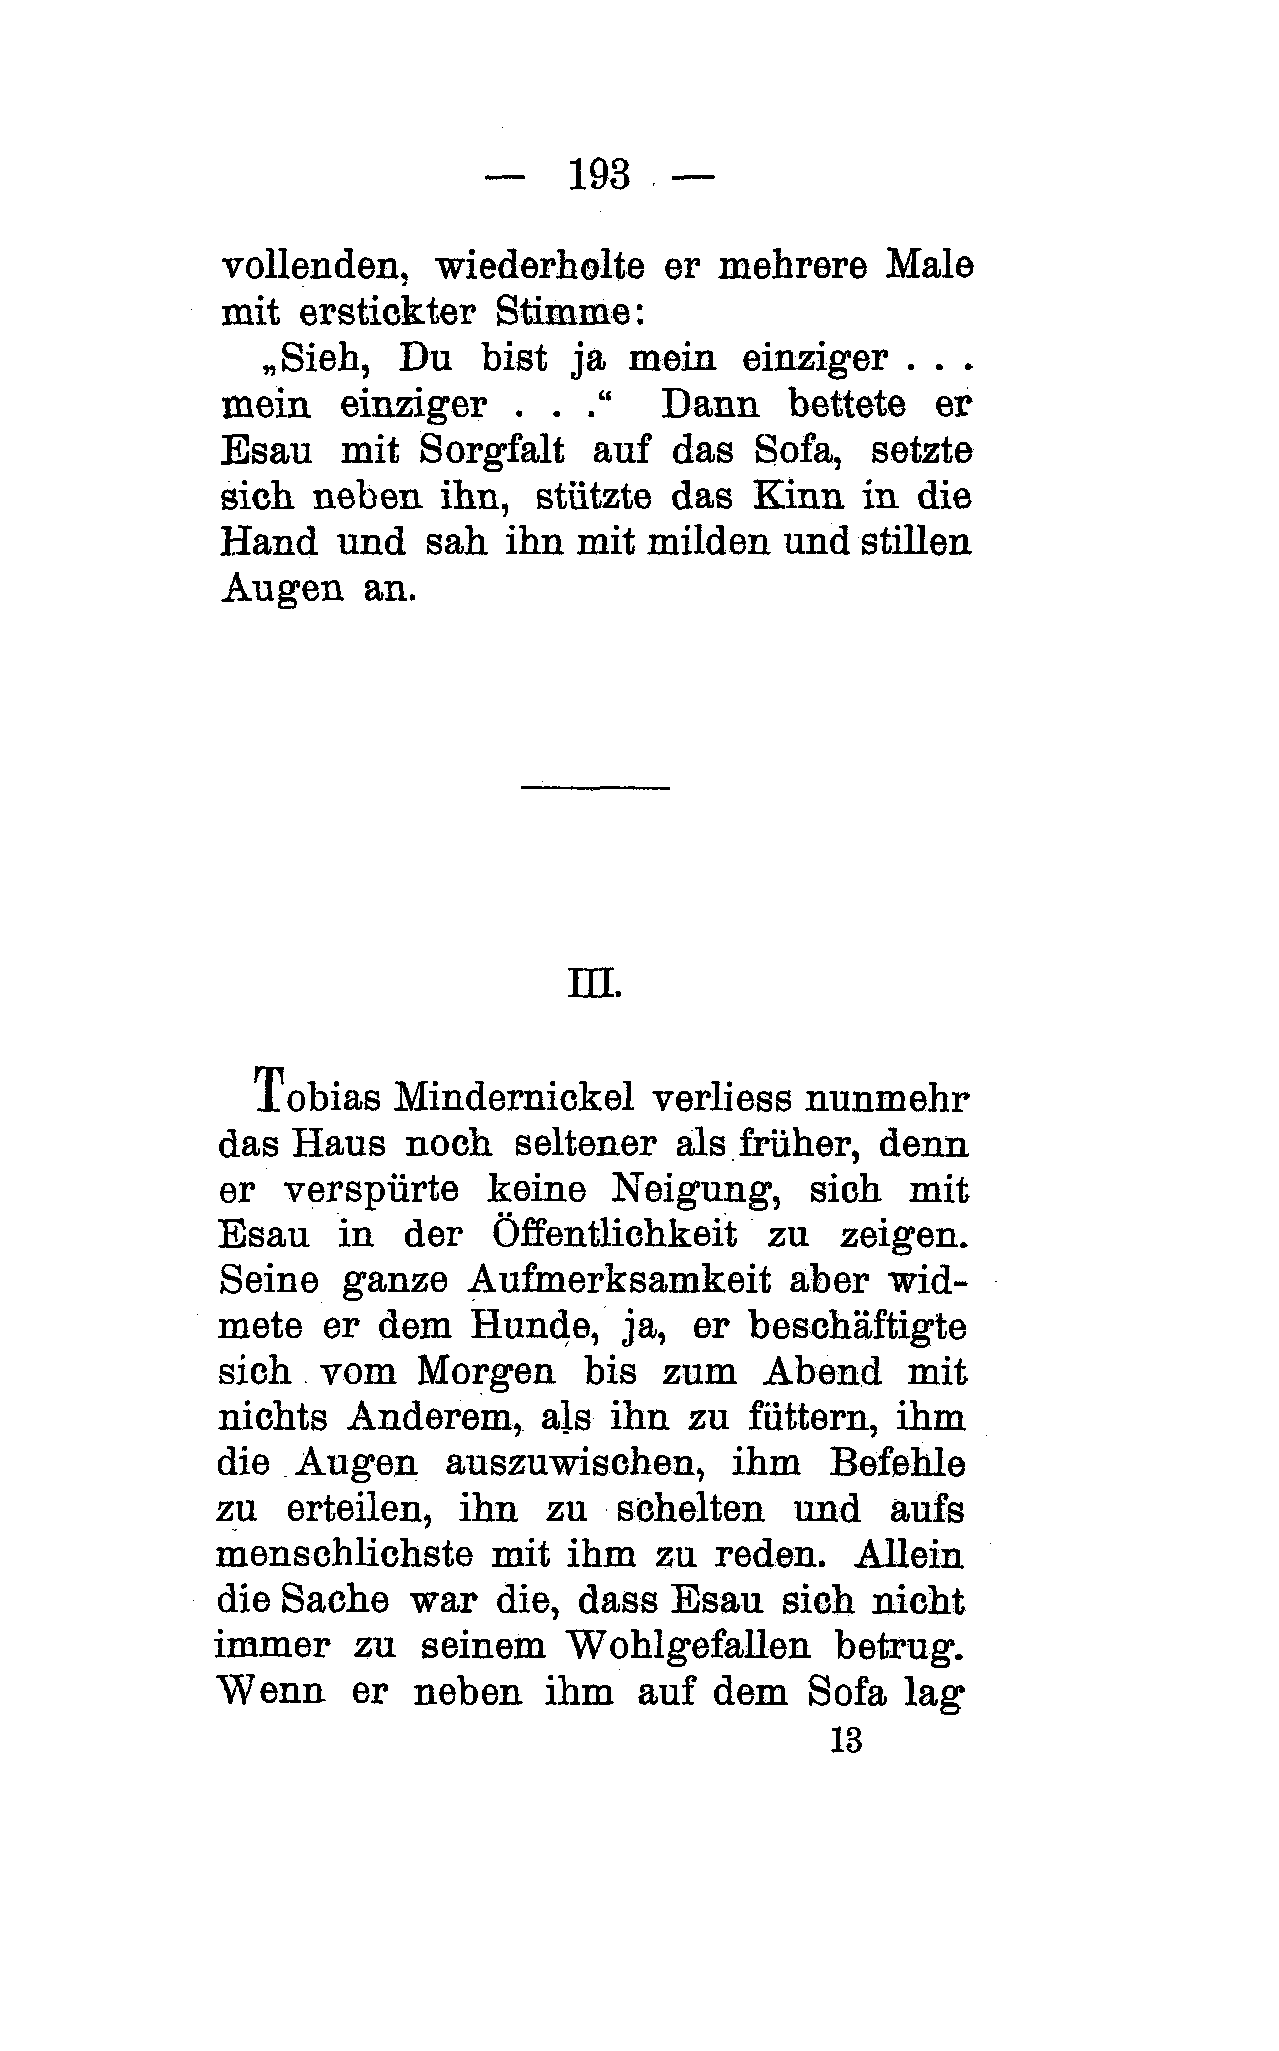 — 193 —
vollenden, wiederholte er mehrere Male
mit erstickter Stimme:
„Sieh, Du bist ja mein einziger . . .
mein einziger . . .“ Dann bettete er
Esau mit Sorgfalt auf das Sofa, setzte
sich neben ihn, stützte das Kinn in die
Hand und sah ihn mit milden und stillen
Augen an.
III.
Tobias Mindernickel verliess nunmehr
das Haus noch seltener als früher, denn
er verspürte keine Neigung, sich mit
Esau in der Öffentlichkeit zu zeigen.
Seine ganze Aufmerksamkeit aber wid-
mete er dem Hunde, ja, er beschäftigte
sich vom Morgen bis zum Abend mit
nichts Anderem, als ihn zu füttern, ihm
die Augen auszuwischen, ihm Befehle
zu erteilen, ihn zu schelten und aufs
menschlichste mit ihm zu reden. Allein
die Sache war die, dass Esau sich nicht
immer zu seinem Wohlgefallen betrug.
Wenn er neben ihm auf dem Sofa lag
13